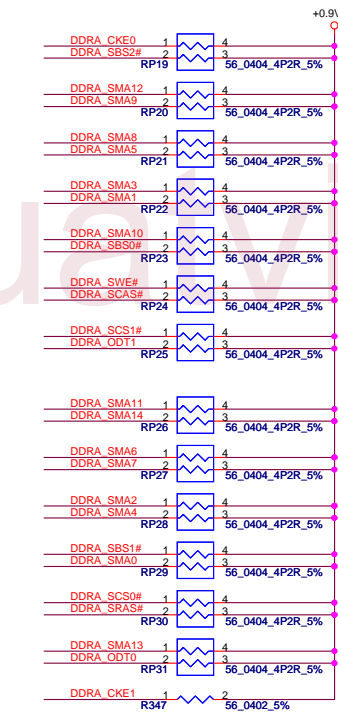 +0.9V
DDRA_CKE0 1 4
DDRA_SBS2# 2 3
RP19 56_0404_4P2R_5%
DDRA_SMA12 1 4
DDRA_SMA9 2 3
RP20 56_0404_4P2R_5%
DDRA_SMA8 1 4
DDRA_SMA5 2 3
RP21 56_0404_4P2R_5%
DDRA_SMA3 1 4
DDRA_SMA1 2 3
RP22 56_0404_4P2R_5%
DDRA_SMA10 1 4
DDRA_SBS0# 2 3
RP23 56_0404_4P2R_5%
DDRA_SWE# 1 4
DDRA_SCAS# 2 3
RP24 56_0404_4P2R_5%
DDRA_SCS1# 1 4
DDRA_ODT1 2 3
RP25 56_0404_4P2R_5%
DDRA_SMA11 1 4
DDRA_SMA14 2 3
RP26 56_0404_4P2R_5%
DDRA_SMA6 1 4
DDRA_SMA7 2 3
RP27 56_0404_4P2R_5%
DDRA_SMA2 1 4
DDRA_SMA4 2 3
RP28 56_0404_4P2R_5%
DDRA_SBS1# 1 4
DDRA_SMA0 2 3
RP29 56_0404_4P2R_5%
DDRA_SCS0# 1 4
DDRA_SRAS# 2 3
RP30 56_0404_4P2R_5%
DDRA_SMA13 1 4
DDRA_ODT0 2 3
RP31 56_0404_4P2R_5%
DDRA_CKE1 1 2
R347 56_0402_5%